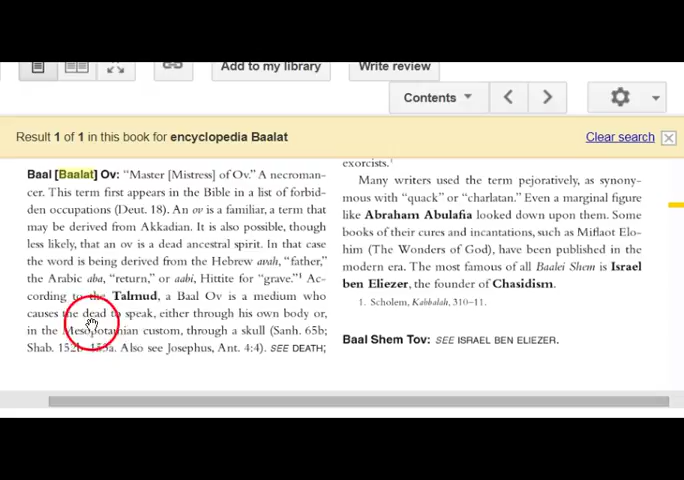 Add to my library
Write review
Contents
Result 1 of 1 in this book for encyclopedia Baalat
Clear search
Baal [Baalat] Ov: “Master [Mistress] of Ov.” A necroman-
cer. This term first appears in the Bible in a list of forbid-
den occupations (Deut. 18). An ov is a familiar, a term that
may be derived from Akkadian. It is also possible, though
less likely, that an ov is a dead ancestral spirit. In that case
the word is being derived from the Hebrew avah, “father,”
the Arabic aba, “return,” or aabi, Hittite for “grave.”¹ Ac-
cording to the Talmud, a Baal Ov is a medium who
causes the dead to speak, either through his own body or,
in the Mesopotamian custom, through a skull (Sanh. 65b;
Shab. 152b–153a. Also see Josephus, Ant. 4:4). SEE DEATH;
exorcists.¹
Many writers used the term pejoratively, as synony-
mous with “quack” or “charlatan.” Even a marginal figure
like Abraham Abulafia looked down upon them. Some
books of their cures and incantations, such as Miflaot Elo-
him (The Wonders of God), have been published in the
modern era. The most famous of all Baalei Shem is Israel
ben Eliezer, the founder of Chasidism.
1. Scholem, Kabbalah, 310–11.
Baal Shem Tov: SEE ISRAEL BEN ELIEZER.